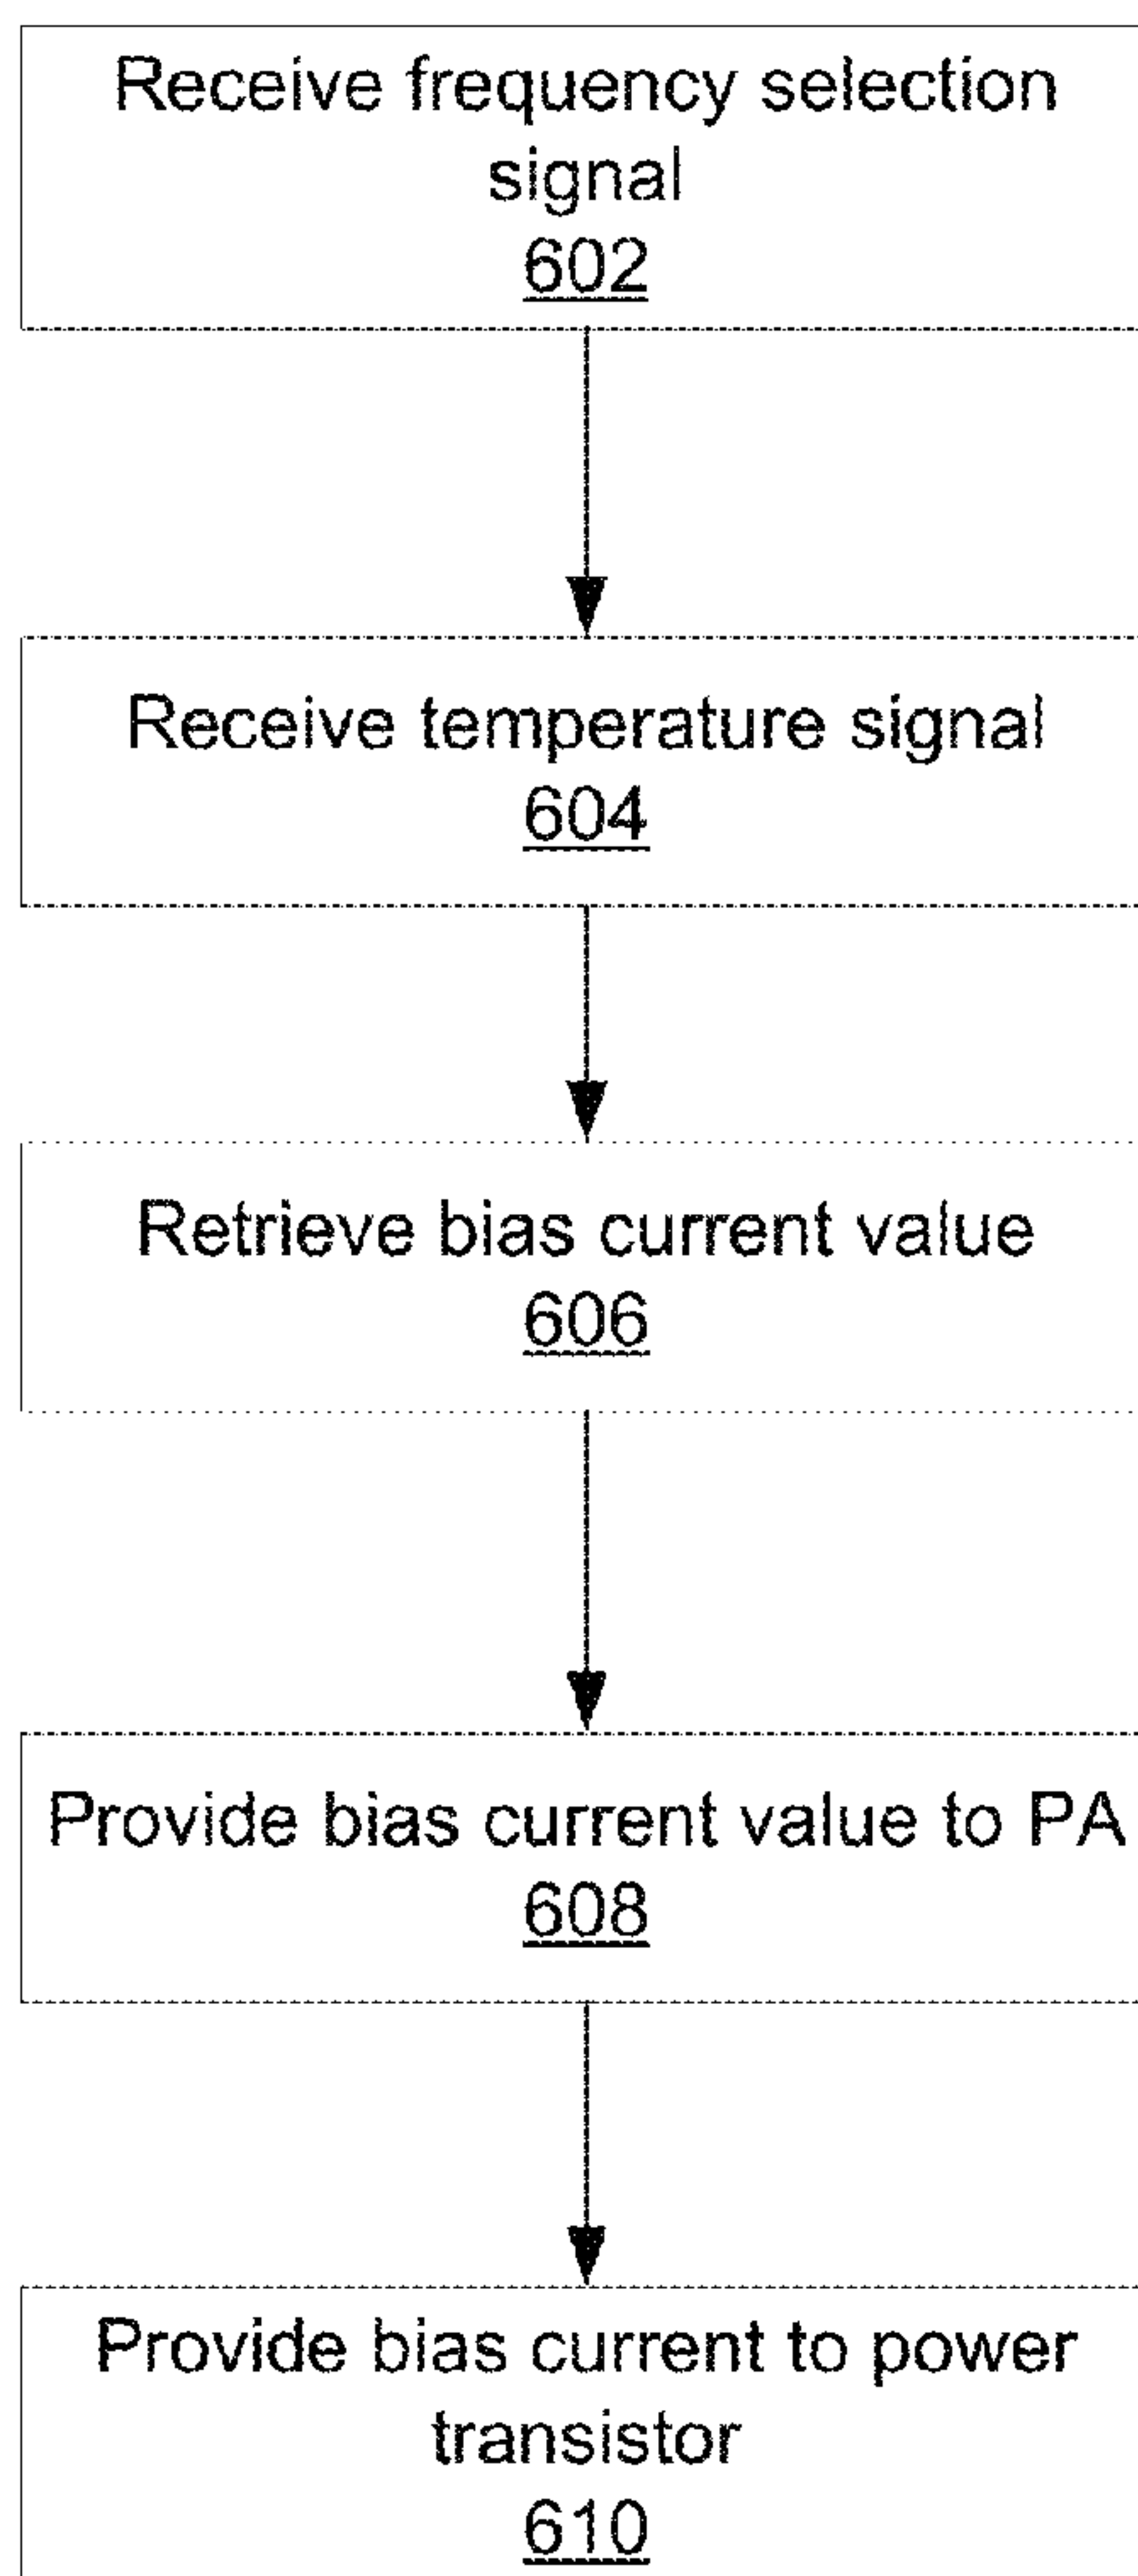 Receive frequency selection
signal
602
Receive temperature signal
604
Retrieve bias current value
606
Provide bias current value to PA
608
Provide bias current to power
transistor
610